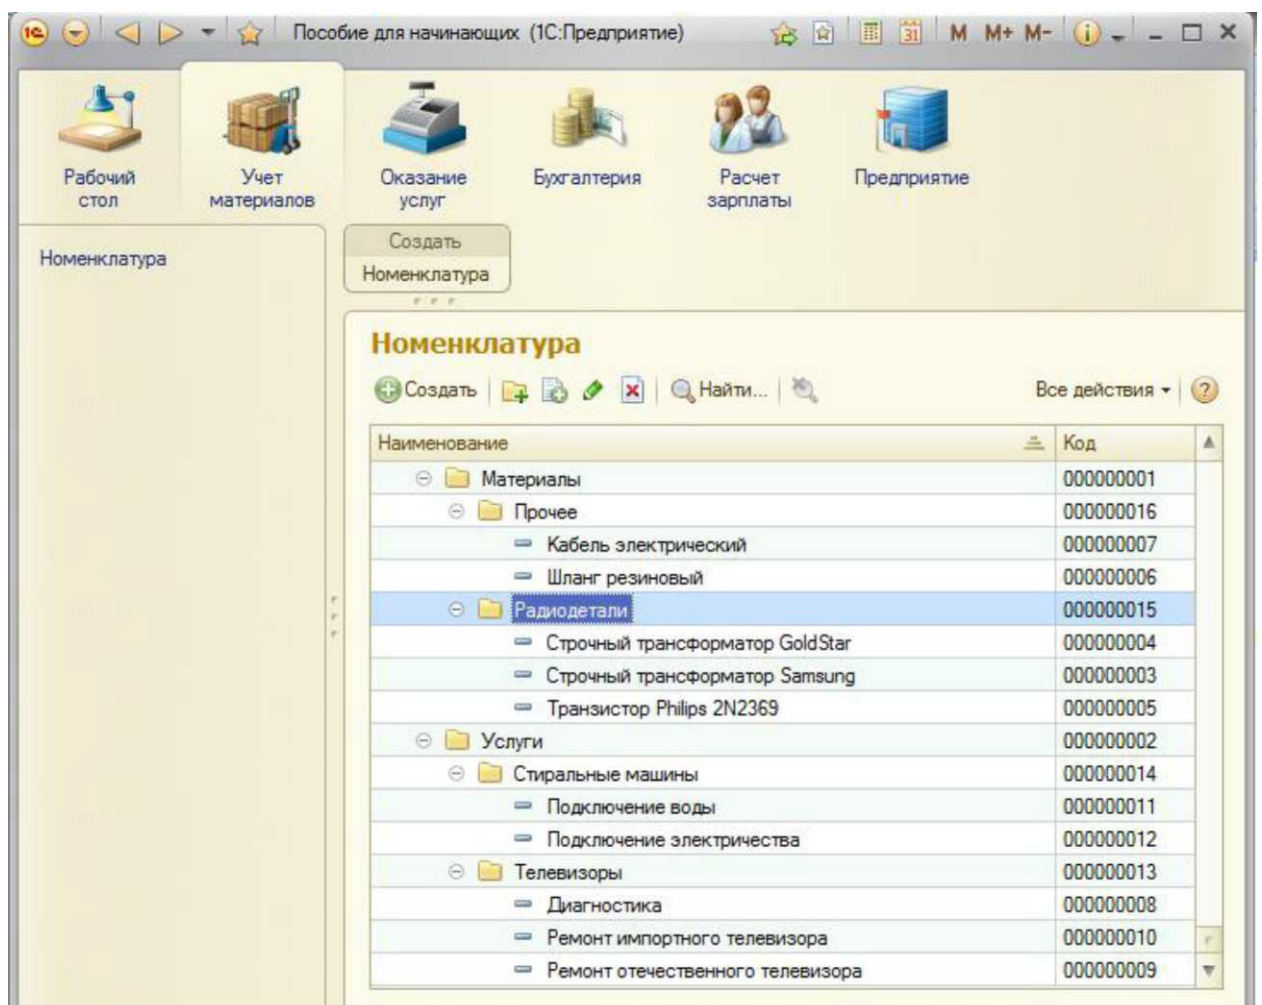 1С Пособие для начинающих (1С:Предприятие) 31 M M+ M-
Рабочий стол
Учет материалов
Оказание услуг
Бухгалтерия
Расчет зарплаты
Предприятие
Номенклатура
Создать
Номенклатура
Номенклатура
Создать Найти... Все действия ?
Наименование Код
Материалы 000000001
Прочее 000000016
Кабель электрический 000000007
Шланг резиновый 000000006
Радиодетали 000000015
Строчный трансформатор GoldStar 000000004
Строчный трансформатор Samsung 000000003
Транзистор Philips 2N2369 000000005
Услуги 000000002
Стиральные машины 000000014
Подключение воды 000000011
Подключение электричества 000000012
Телевизоры 000000013
Диагностика 000000008
Ремонт импортного телевизора 000000010
Ремонт отечественного телевизора 000000009